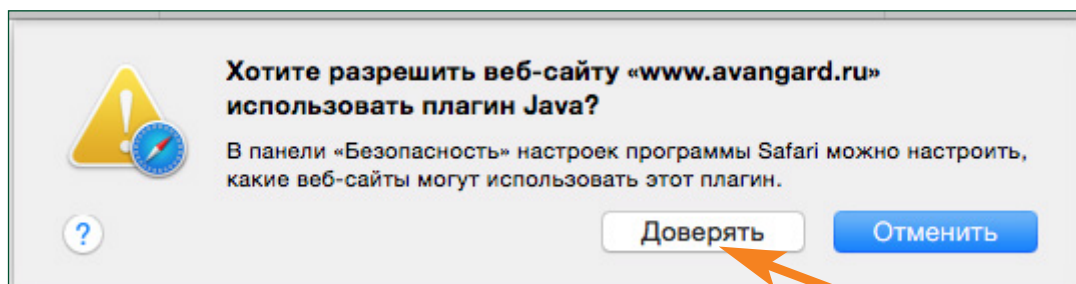 Хотите разрешить веб-сайту «www.avangard.ru»
использовать плагин Java?
В панели «Безопасность» настроек программы Safari можно настроить,
какие веб-сайты могут использовать этот плагин.
?
Доверять
Отменить